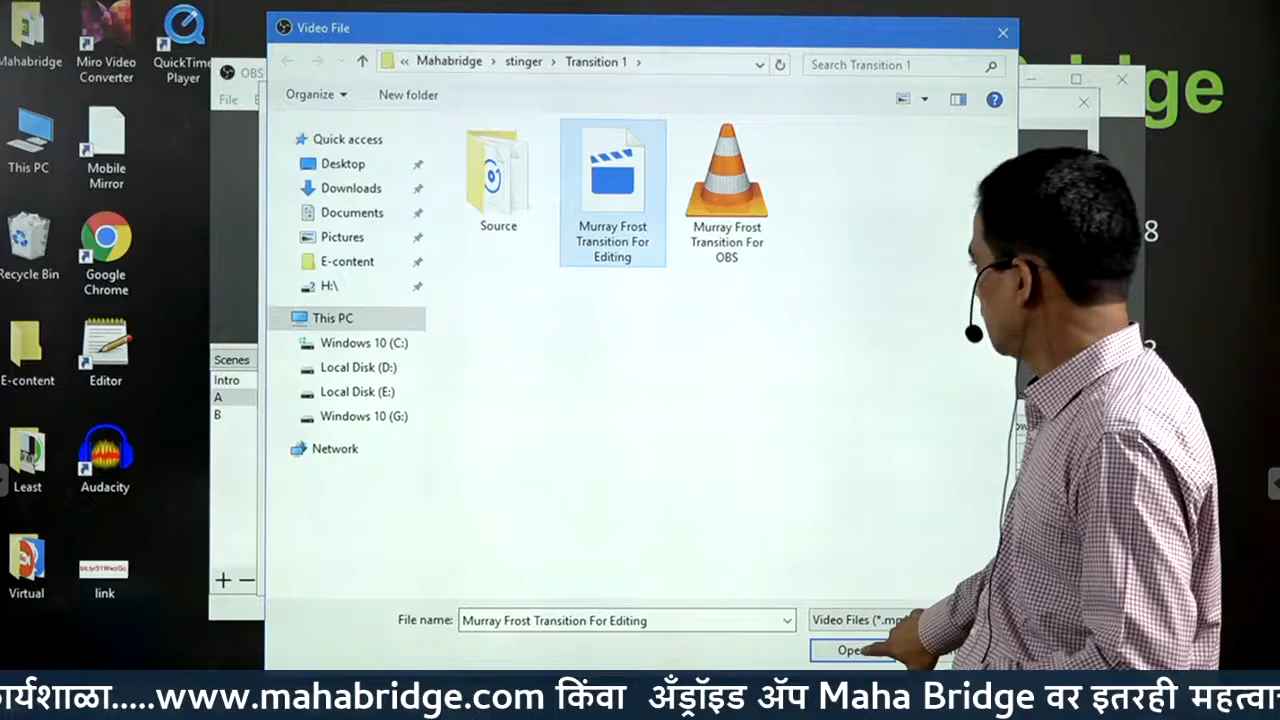 Mahabridge
Miro Video
Converter
QuickTime
Player
This PC
Mobile
Mirror
Recycle Bin
Google
Chrome
E-content
Editor
Least
Audacity
Virtual
link
OBS
File
Scenes
Intro
A
B
Video File
« Mahabridge › stinger › Transition 1 ›
Search Transition 1
Organize
New folder
Quick access
Desktop
Downloads
Documents
Pictures
E-content
H:\
This PC
Windows 10 (C:)
Local Disk (D:)
Local Disk (E:)
Windows 10 (G:)
Network
Source
Murray Frost
Transition For
Editing
Murray Frost
Transition For
OBS
File name:
Murray Frost Transition For Editing
Video Files (*.mp
Open
8
कार्यशाळा.....www.mahabridge.com किंवा अँड्रॉइड ॲप Maha Bridge वर इतरही महत्वा